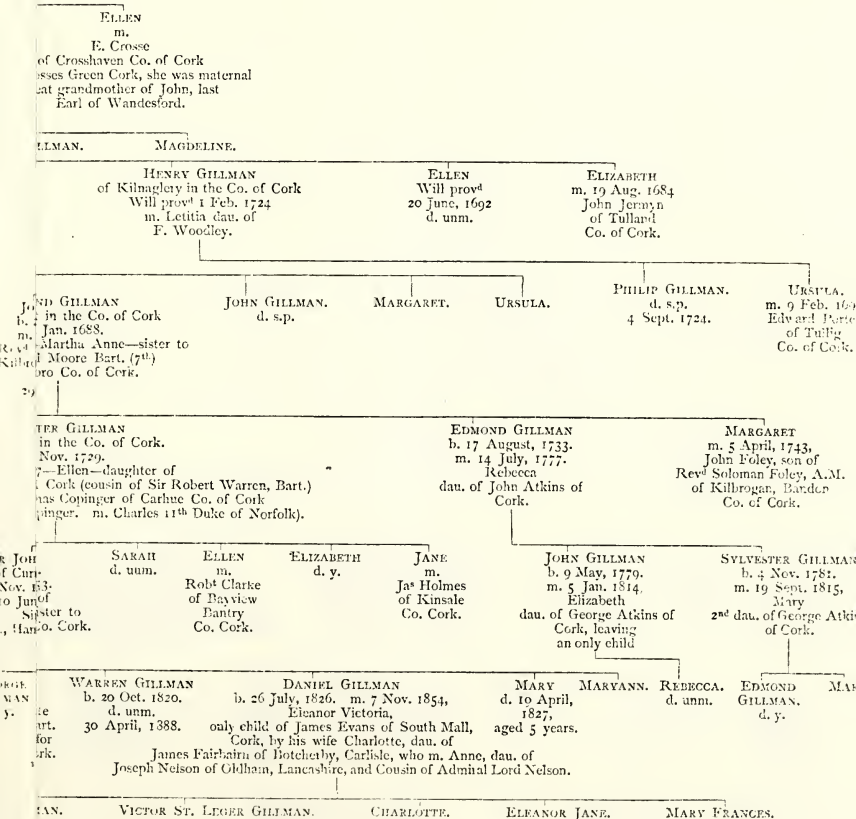 ELLEN
m.
E. Crosse
of Crosshaven Co. of Cork
Green Cork, she was maternal
grandmother of John, last
Earl of Wandesford.
MAGDELINE.
HENRY GILLMAN
of Kilnaglery in the Co. of Cork
Will provd 1 Feb. 1724
m. Letitia dau. of
F. Woodley.
ELLEN
Will provd
20 June, 1692
d. unm.
ELIZABETH
m. 19 Aug. 1684
John Jermyn
of Tulland
Co. of Cork.
GILLMAN
in the Co. of Cork
Jan. 1688.
Martha Anne—sister to
Moore Bart. (7th)
Co. of Cork.
JOHN GILLMAN.
d. s.p.
MARGARET.
URSULA.
PHILIP GILLMAN.
d. s.p.
4 Sept. 1724.
URSULA.
m. 9 Feb.
Edward
of
Co. of Cork.
GILLMAN
in the Co. of Cork.
Nov. 1729.
—Ellen—daughter of
Cork (cousin of Sir Robert Warren, Bart.)
Copinger of Carhue Co. of Cork
m. Charles 11th Duke of Norfolk).
EDMOND GILLMAN
b. 17 August, 1733.
m. 14 July, 1777.
Rebecca
dau. of John Atkins of
Cork.
MARGARET
m. 5 April, 1743,
John Foley, son of
Revd Soloman Foley, A.M.
of Kilbrogan, Bandon
Co. of Cork.
SARAH
d. unm.
ELLEN
m.
Robt Clarke
of Bayview
Bantry
Co. Cork.
ELIZABETH
d. y.
JANE
m.
Jas Holmes
of Kinsale
Co. Cork.
JOHN GILLMAN
b. 9 May, 1779.
m. 5 Jan. 1814,
Elizabeth
dau. of George Atkins of
Cork, leaving
an only child
SYLVESTER GILLMAN
b. 4 Nov. 1781.
m. 19 Sept. 1815,
Mary
2nd dau. of George
of Cork.
WARREN GILLMAN
b. 20 Oct. 1820.
d. unm.
30 April, 1888.
DANIEL GILLMAN
b. 26 July, 1826. m. 7 Nov. 1854,
Eleanor Victoria,
only child of James Evans of South Mall,
Cork, by his wife Charlotte, dau. of
James Fairbairn of Botcherby, Carlisle, who m. Anne, dau. of
Joseph Nelson of Oldham, Lancashire, and Cousin of Admiral Lord Nelson.
MARY
d. 10 April,
1827,
aged 5 years.
MARYANN.
REBECCA.
d. unm.
EDMOND
GILLMAN.
d. y.
VICTOR ST. LEGER GILLMAN.
CHARLOTTE.
ELEANOR JANE.
MARY FRANCES.